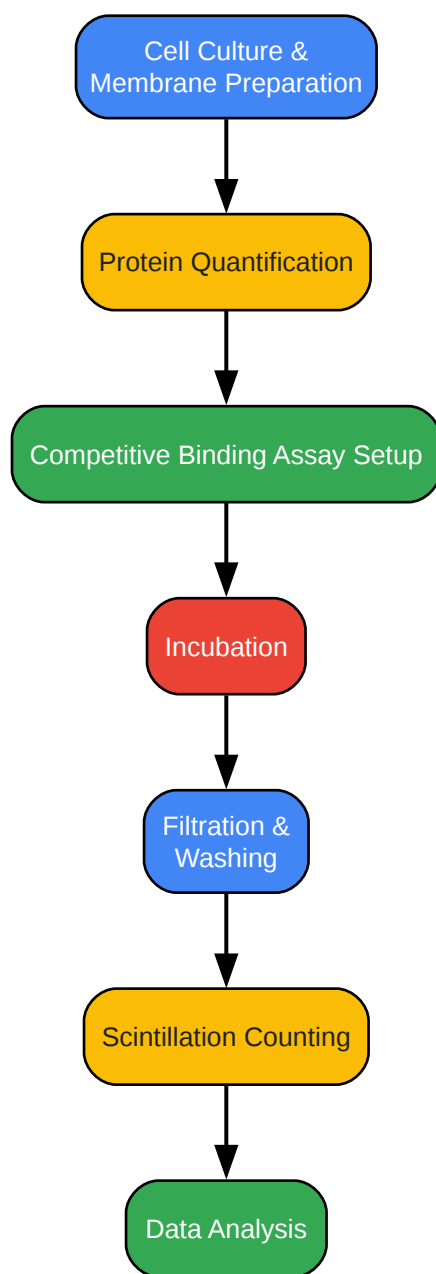 Cell Culture &
Membrane Preparation
Protein Quantification
Competitive Binding Assay Setup
Incubation
Filtration &
Washing
Scintillation Counting
Data Analysis